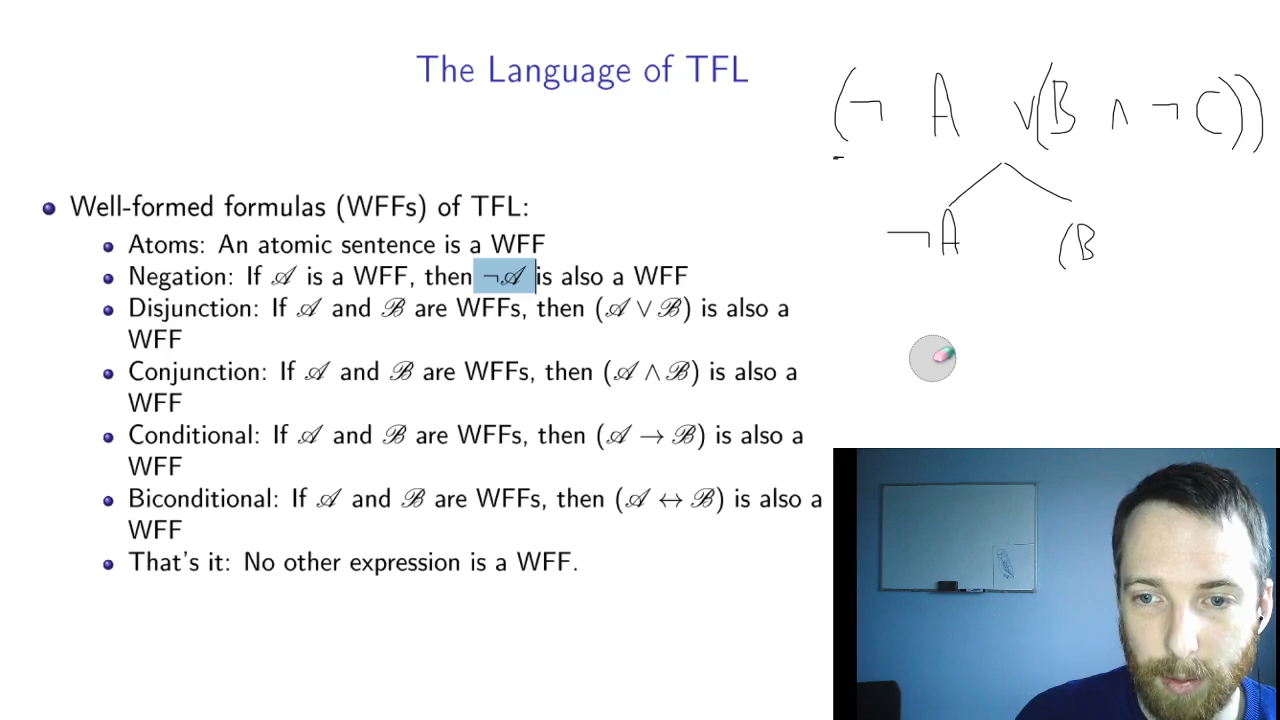 The Language of TFL
(¬ A ∨(B ∧ ¬ C))
¬A (B
Well-formed formulas (WFFs) of TFL:
Atoms: An atomic sentence is a WFF
Negation: If 𝒜 is a WFF, then ¬𝒜 is also a WFF
Disjunction: If 𝒜 and ℬ are WFFs, then (𝒜 ∨ ℬ) is also a
WFF
Conjunction: If 𝒜 and ℬ are WFFs, then (𝒜 ∧ ℬ) is also a
WFF
Conditional: If 𝒜 and ℬ are WFFs, then (𝒜 → ℬ) is also a
WFF
Biconditional: If 𝒜 and ℬ are WFFs, then (𝒜 ↔ ℬ) is also a
WFF
That's it: No other expression is a WFF.